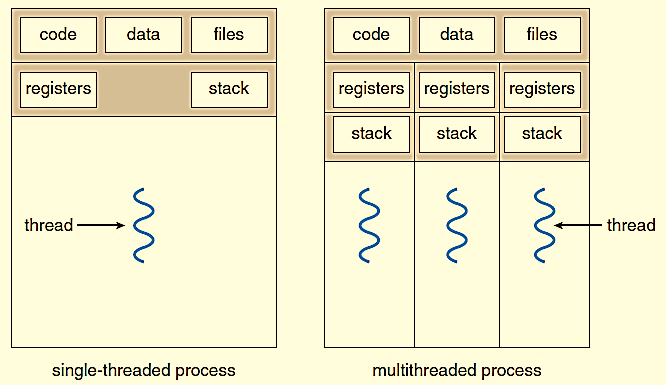 code data files
registers stack
thread
single-threaded process
code data files
registers registers registers
stack stack stack
thread
multithreaded process